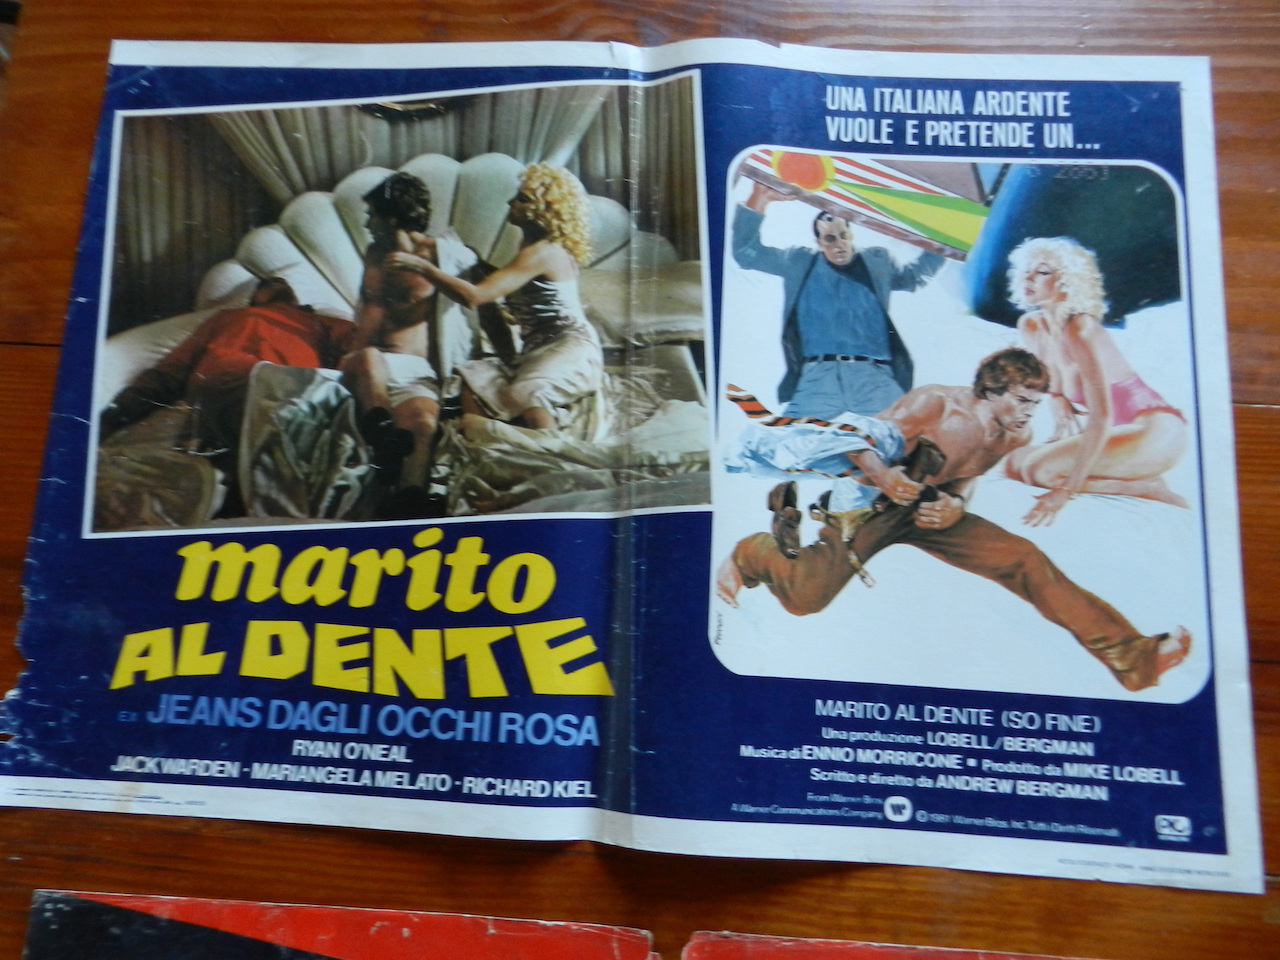 UNA ITALIANA ARDENTE
VUOLE E PRETENDE UN...
marito
AL DENTE
EX JEANS DAGLI OCCHI ROSA
RYAN O'NEAL
JACK WARDEN - MARIANGELA MELATO - RICHARD KIEL
MARITO AL DENTE (SO FINE)
Una produzione LOBELL/BERGMAN
Musica di ENNIO MORRICONE • Prodotto da MIKE LOBELL
Scritto e diretto da ANDREW BERGMAN
From Warner Bros
A Warner Communications Company
© 1981 Warner Bros. Inc. Tutti Diritti Riservati